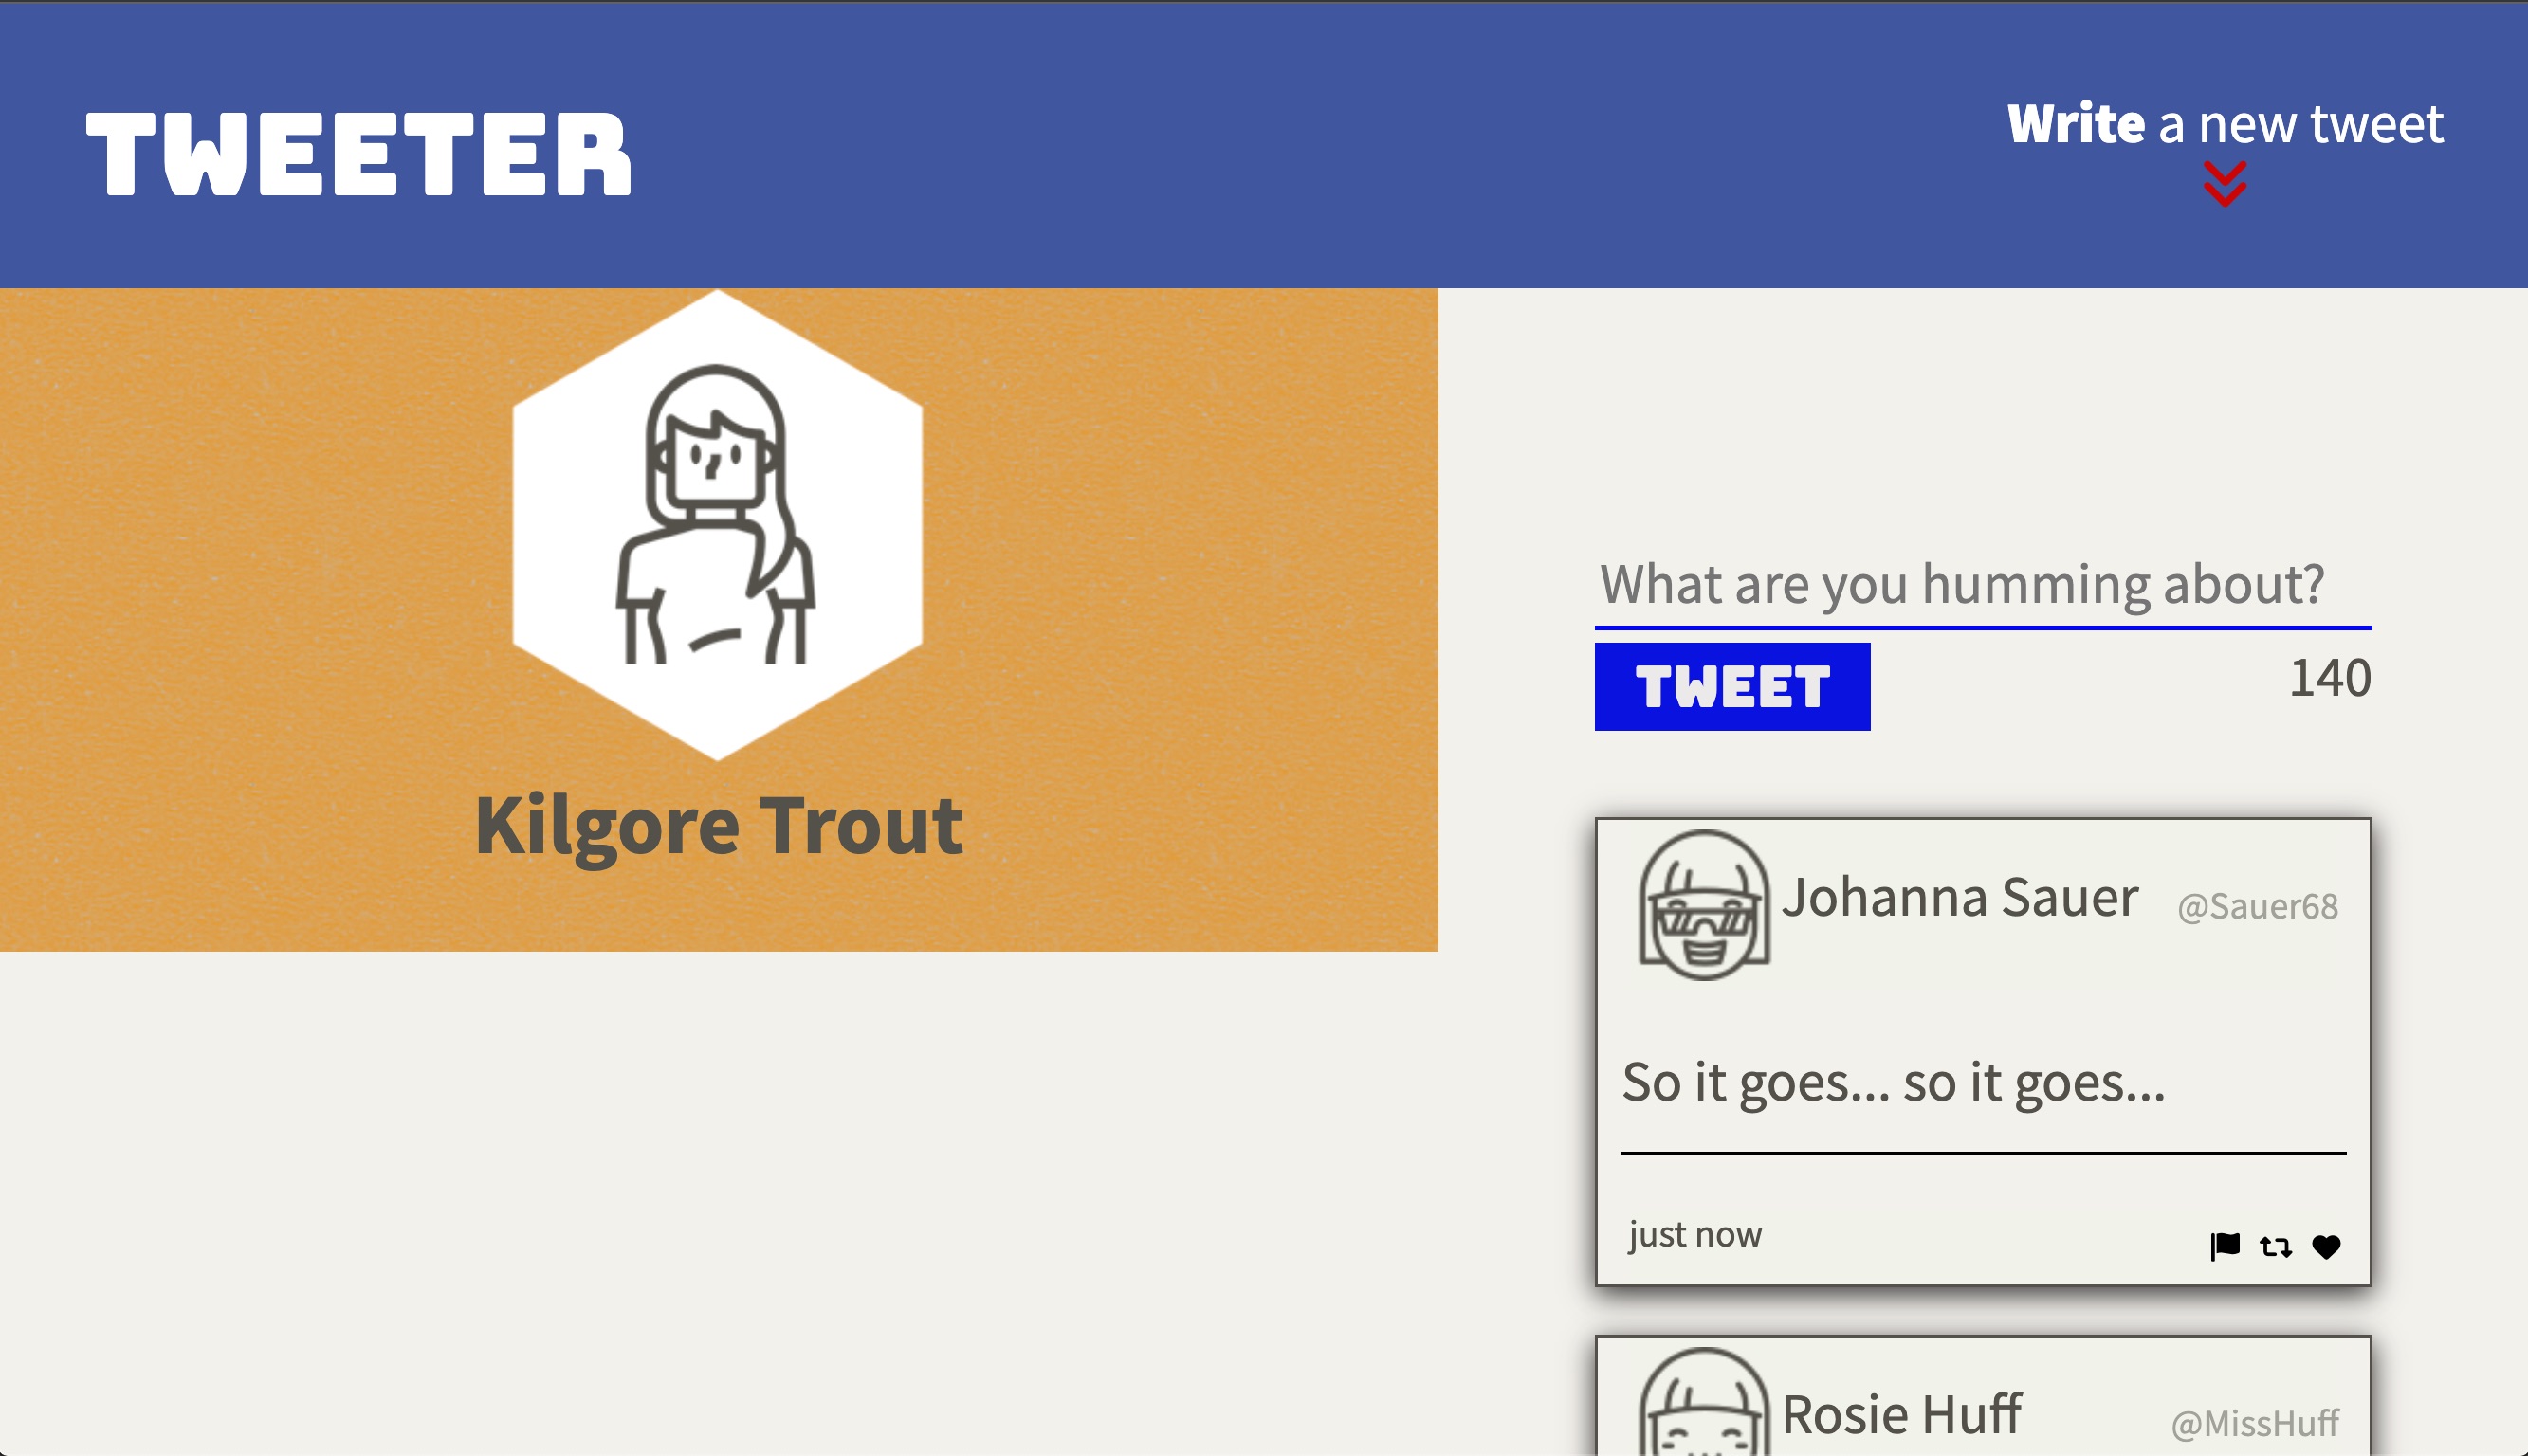 TWEETER
Write a new tweet
Kilgore Trout
What are you humming about?
TWEET
140
Johanna Sauer @Sauer68
So it goes... so it goes...
just now
Rosie Huff @MissHuff